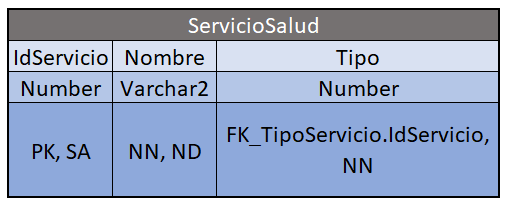 ServicioSalud
IdServicio Nombre Tipo
Number Varchar2 Number
PK, SA NN, ND FK_TipoServicio.IdServicio,
NN